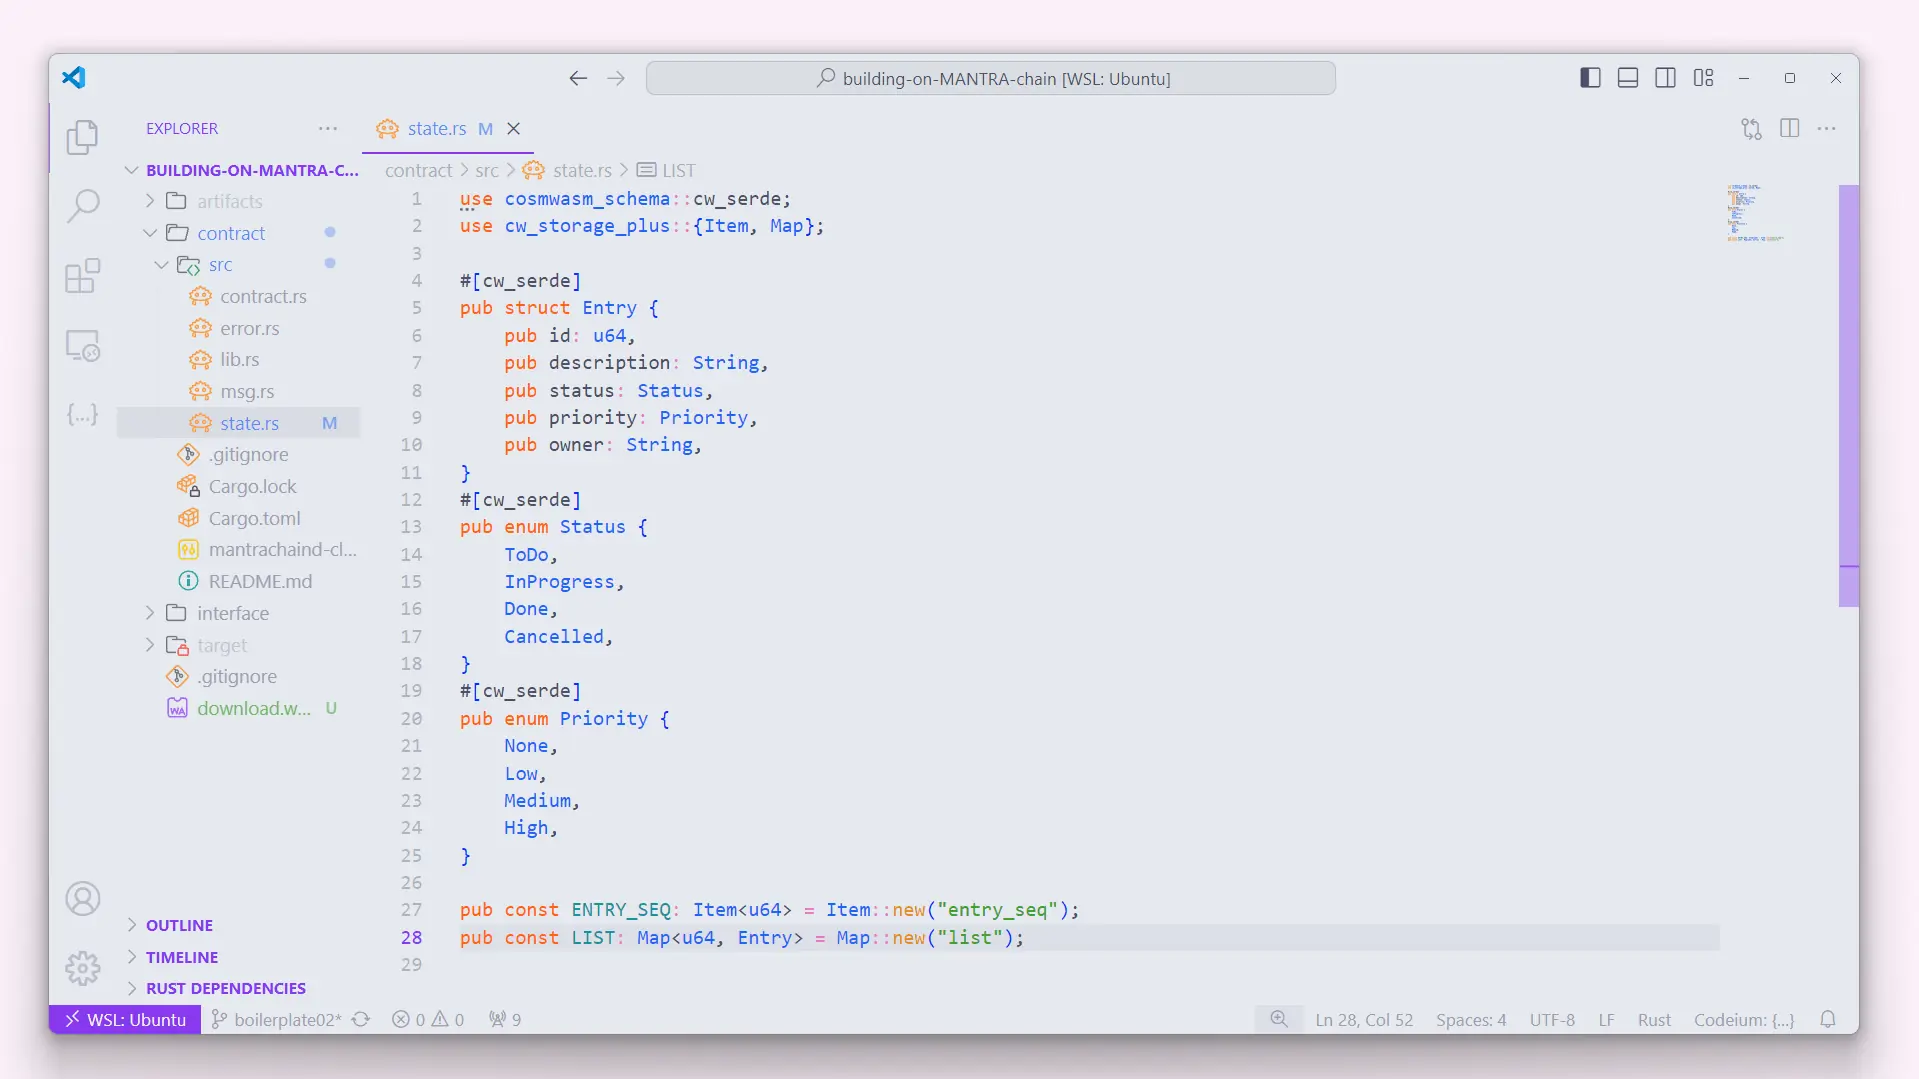 building-on-MANTRA-chain [WSL: Ubuntu]
EXPLORER
BUILDING-ON-MANTRA-C...
artifacts
contract
src
contract.rs
error.rs
lib.rs
msg.rs
state.rs M
.gitignore
Cargo.lock
Cargo.toml
mantrachaind-cl...
README.md
interface
target
.gitignore
WA download.w... U
OUTLINE
TIMELINE
RUST DEPENDENCIES
state.rs M
contract > src > state.rs > LIST
1 use cosmwasm_schema::cw_serde;
2 use cw_storage_plus::{Item, Map};
3
4 #[cw_serde]
5 pub struct Entry {
6     pub id: u64,
7     pub description: String,
8     pub status: Status,
9     pub priority: Priority,
10     pub owner: String,
11 }
12 #[cw_serde]
13 pub enum Status {
14     ToDo,
15     InProgress,
16     Done,
17     Cancelled,
18 }
19 #[cw_serde]
20 pub enum Priority {
21     None,
22     Low,
23     Medium,
24     High,
25 }
26
27 pub const ENTRY_SEQ: Item<u64> = Item::new("entry_seq");
28 pub const LIST: Map<u64, Entry> = Map::new("list");
29
WSL: Ubuntu boilerplate02* 0 0 9 Ln 28, Col 52 Spaces: 4 UTF-8 LF Rust Codeium: {...}